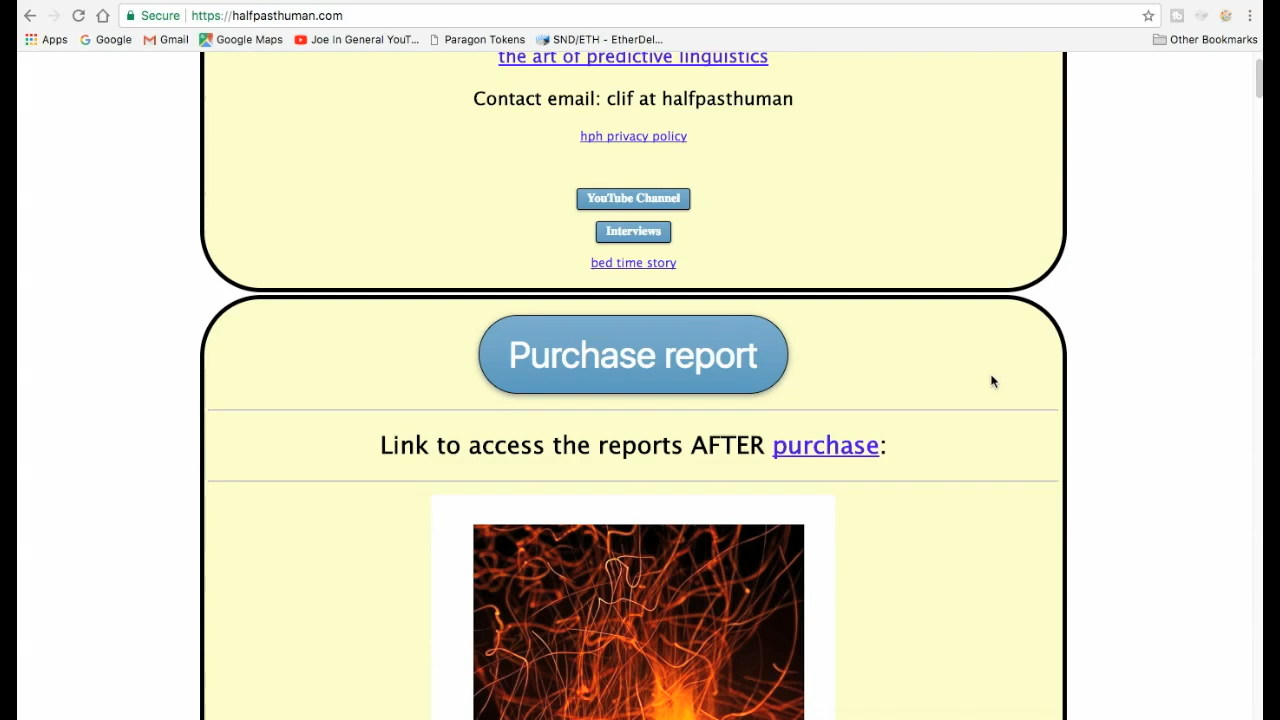 Secure https://halfpasthuman.com
Apps Google Gmail Google Maps Joe In General YouT... Paragon Tokens SND/ETH - EtherDel... Other Bookmarks
the art of predictive linguistics
Contact email: clif at halfpasthuman
hph privacy policy
YouTube Channel
Interviews
bed time story
Purchase report
Link to access the reports AFTER purchase: